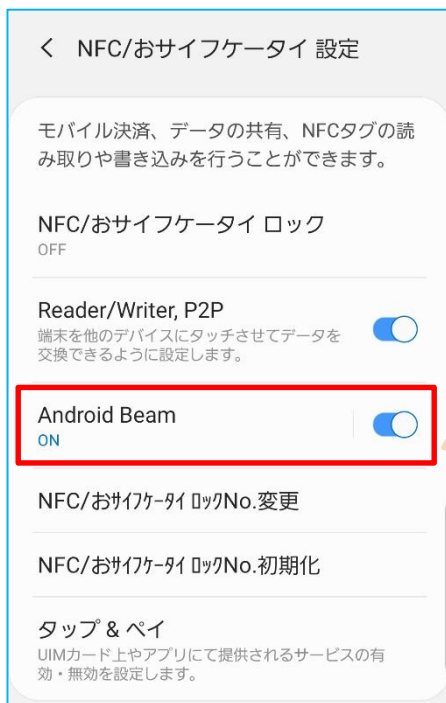 NFC/おサイフケータイ 設定
モバイル決済、データの共有、NFCタグの読
み取りや書き込みを行うことができます。
NFC/おサイフケータイ ロック
OFF
Reader/Writer, P2P
端末を他のデバイスにタッチさせてデータを
交換できるように設定します。
Android Beam
ON
NFC/おｻｲﾌｹｰﾀｲ ﾛｯｸNo.変更
NFC/おｻｲﾌｹｰﾀｲ ﾛｯｸNo.初期化
タップ & ペイ
UIMカード上やアプリにて提供されるサービスの有
効・無効を設定します。